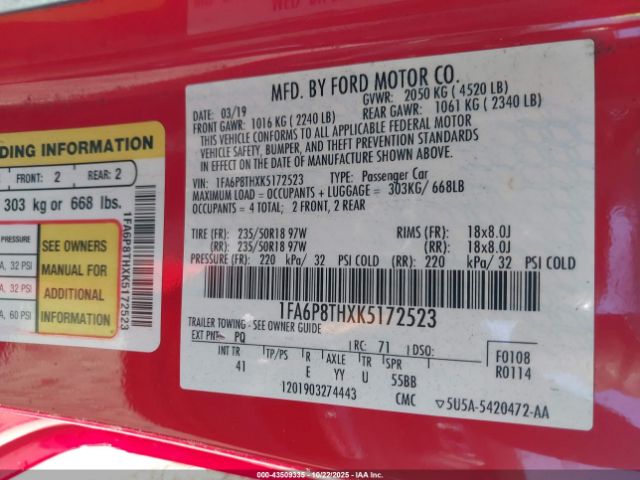 DING INFORMATION
FRONT: 2 REAR: 2
303 kg or 668 lbs.
PRESSURE
A, 32 PSI
A, 32 PSI
A, 60 PSI
SEE OWNERS
MANUAL FOR
ADDITIONAL
INFORMATION
1FA6P8THXK5172523
MFD. BY FORD MOTOR CO.
DATE: 03/19 GVWR: 2050 KG ( 4520 LB)
FRONT GAWR: 1016 KG ( 2240 LB) REAR GAWR: 1061 KG ( 2340 LB)
THIS VEHICLE CONFORMS TO ALL APPLICABLE FEDERAL MOTOR
VEHICLE SAFETY, BUMPER, AND THEFT PREVENTION STANDARDS
IN EFFECT ON THE DATE OF MANUFACTURE SHOWN ABOVE.
VIN: 1FA6P8THXK5172523 TYPE: Passenger Car
MAXIMUM LOAD = OCCUPANTS + LUGGAGE = 303KG/ 668LB
OCCUPANTS = 4 TOTAL; 2 FRONT, 2 REAR
TIRE (FR): 235/50R18 97W RIMS (FR): 18x8.0J
(RR): 235/50R18 97W (RR): 18x8.0J
PRESSURE (FR): 220 kPa/ 32 PSI COLD (RR): 220 kPa/ 32 PSI COLD
1FA6P8THXK5172523
TRAILER TOWING - SEE OWNER GUIDE
EXT PNT: PQ RC: 71 DSO:
INT TR TP/PS R AXLE TR SPR
41 E YY U 55BB
F0108
R0114
1201903274443 CMC ▽5U5A-5420472-AA
000-43509335 - 10/22/2025 - IAAI.com